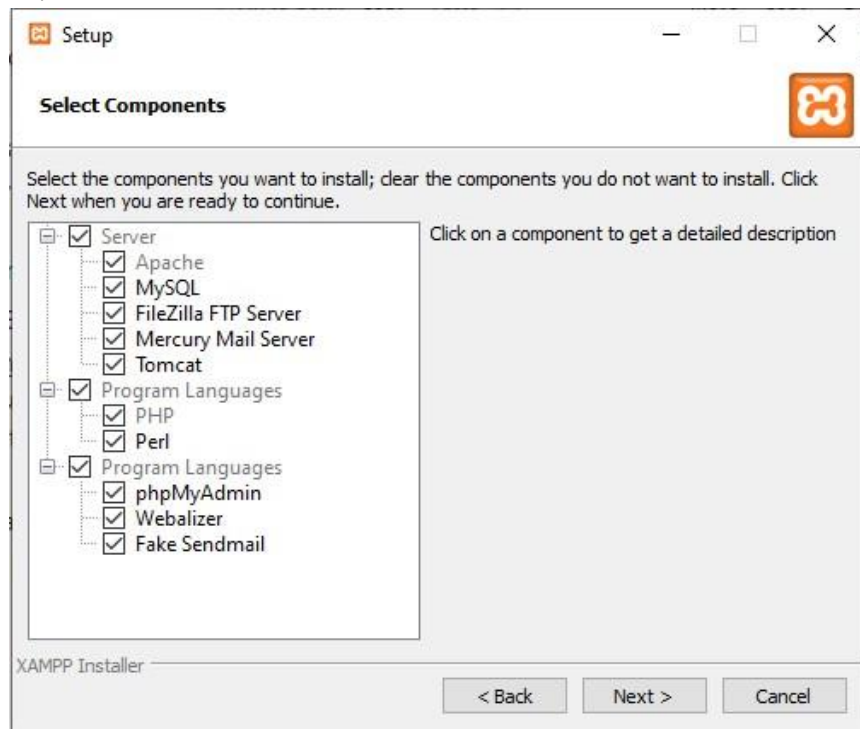 Setup
Select Components
Select the components you want to install; clear the components you do not want to install. Click
Next when you are ready to continue.
Server
Apache
MySQL
FileZilla FTP Server
Mercury Mail Server
Tomcat
Program Languages
PHP
Perl
Program Languages
phpMyAdmin
Webalizer
Fake Sendmail
Click on a component to get a detailed description
XAMPP Installer
< Back
Next >
Cancel